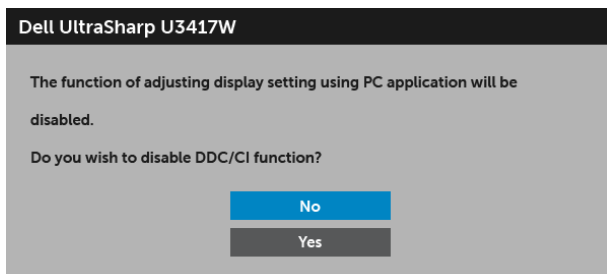 Dell UltraSharp U3417W
The function of adjusting display setting using PC application will be
disabled.
Do you wish to disable DDC/CI function?
No
Yes